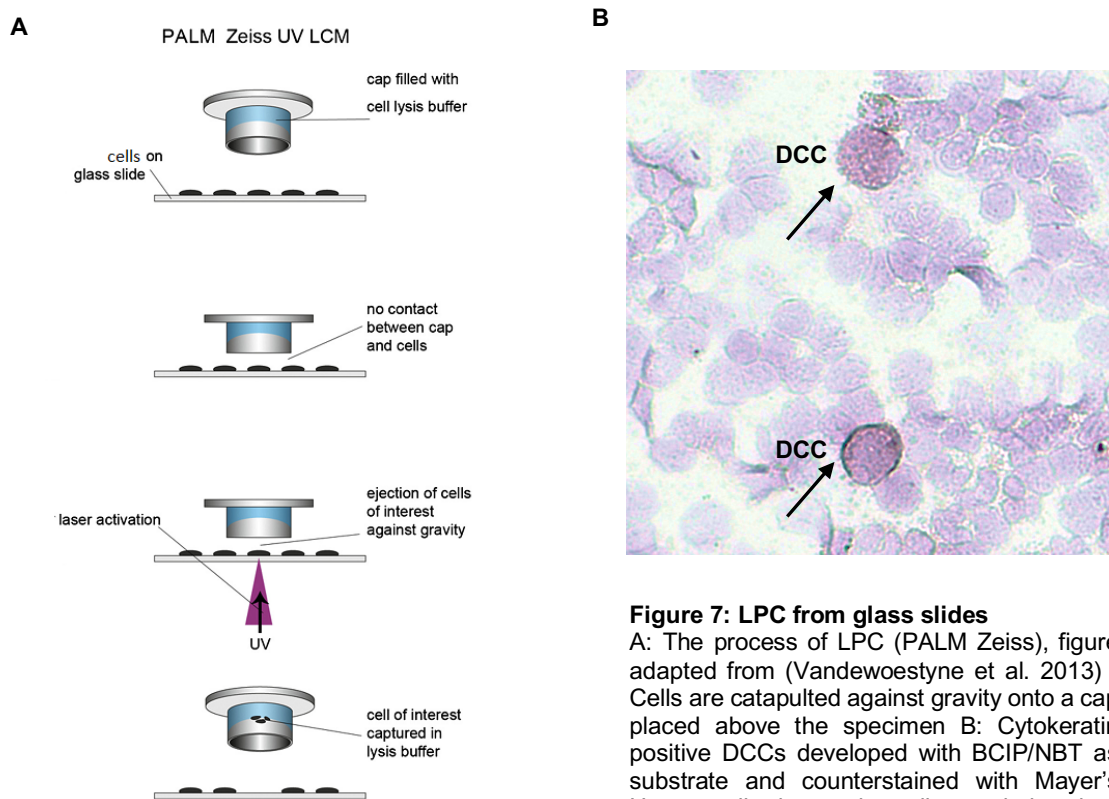 A
PALM Zeiss UV LCM
cap filled with
cell lysis buffer
cells on
glass slide
no contact
between cap
and cells
laser activation
ejection of cells
of interest
against gravity
UV
cell of interest
captured in
lysis buffer
B
DCC
DCC
Figure 7: LPC from glass slides
A: The process of LPC (PALM Zeiss), figure
adapted from (Vandewoestyne et al. 2013)
Cells are catapulted against gravity onto a cap
placed above the specimen B: Cytokeratin
positive DCCs developed with BCIP/NBT as
substrate and counterstained with Mayer's